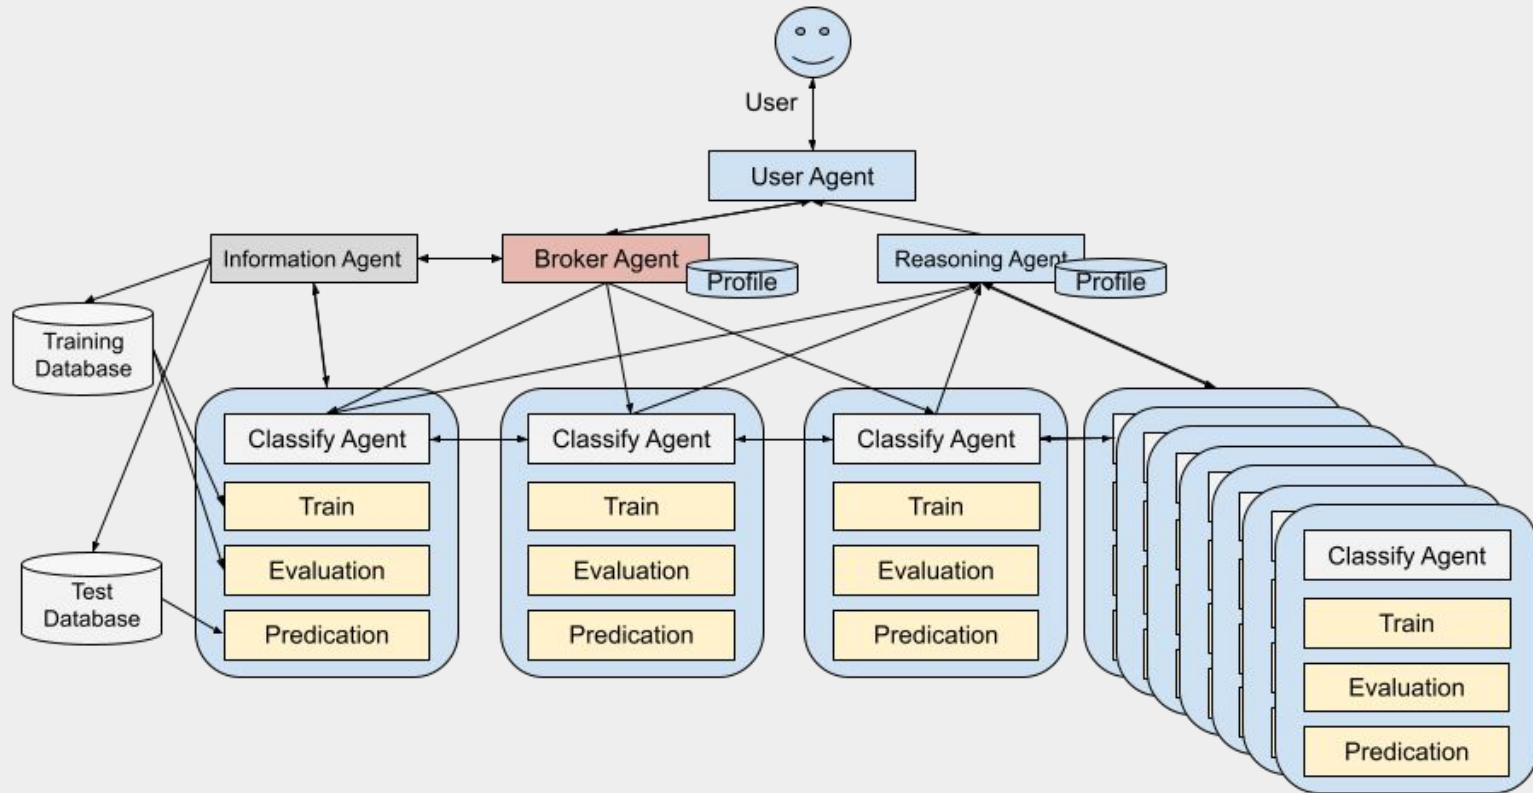 User
User Agent
Information Agent
Broker Agent
Profile
Reasoning Agent
Profile
Training
Database
Classify Agent
Train
Evaluation
Predication
Classify Agent
Train
Evaluation
Predication
Classify Agent
Train
Evaluation
Predication
Test
Database
Classify Agent
Train
Evaluation
Predication